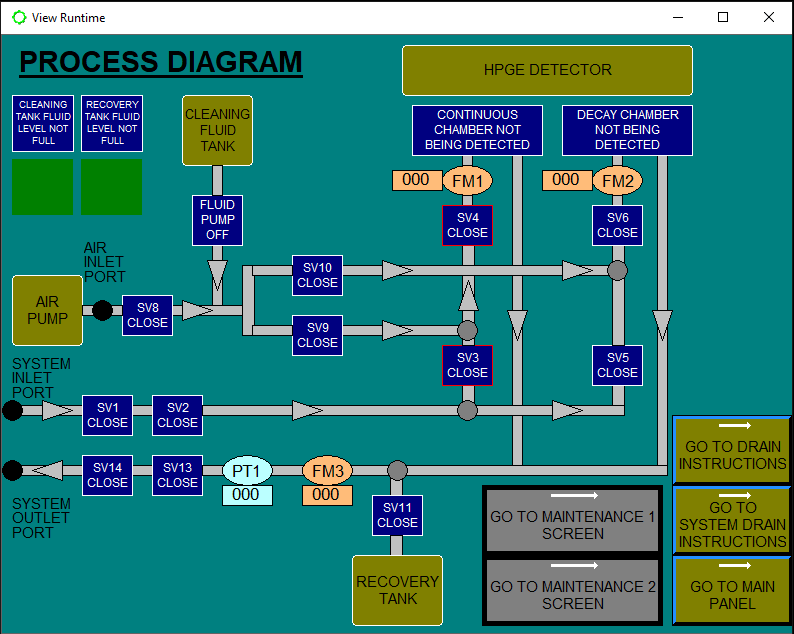 View Runtime
PROCESS DIAGRAM
HPGE DETECTOR
CLEANING
TANK FLUID
LEVEL NOT
FULL
RECOVERY
TANK FLUID
LEVEL NOT
FULL
CLEANING
FLUID
TANK
CONTINUOUS
CHAMBER NOT
BEING DETECTED
DECAY CHAMBER
NOT BEING
DETECTED
000
FM1
000
FM2
FLUID
PUMP
OFF
SV4
CLOSE
SV6
CLOSE
AIR
INLET
PORT
SV10
CLOSE
AIR
PUMP
SV8
CLOSE
SV9
CLOSE
SV3
CLOSE
SV5
CLOSE
SYSTEM
INLET
PORT
SV1
CLOSE
SV2
CLOSE
SV14
CLOSE
SV13
CLOSE
PT1
000
FM3
000
SYSTEM
OUTLET
PORT
SV11
CLOSE
RECOVERY
TANK
GO TO DRAIN
INSTRUCTIONS
GO TO MAINTENANCE 1
SCREEN
GO TO
SYSTEM DRAIN
INSTRUCTIONS
GO TO MAINTENANCE 2
SCREEN
GO TO MAIN
PANEL